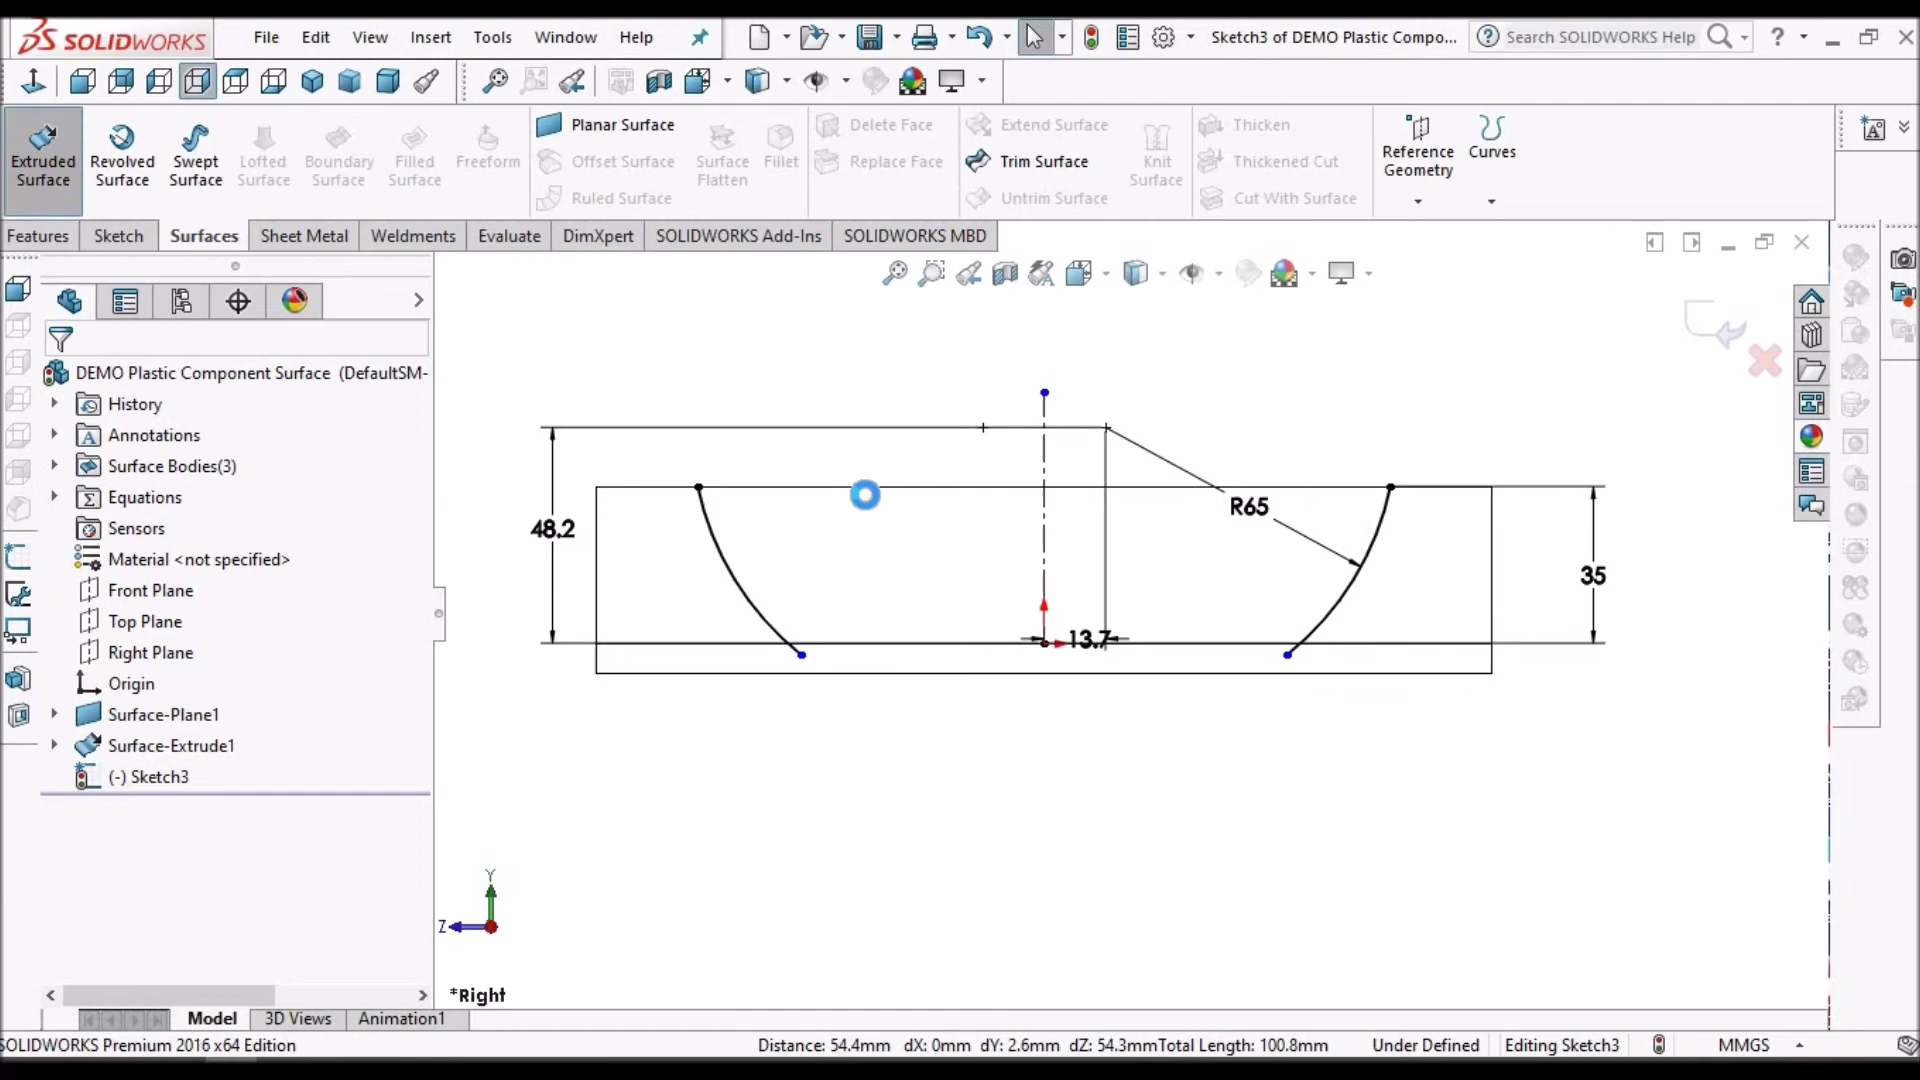 SOLIDWORKS File Edit View Insert Tools Window Help Sketch3 of DEMO Plastic Compo... Search SOLIDWORKS Help ?
Extruded Surface
Revolved Surface
Swept Surface
Lofted Surface
Boundary Surface
Filled Surface
Freeform
Planar Surface
Offset Surface
Ruled Surface
Surface Flatten
Fillet
Delete Face
Replace Face
Extend Surface
Trim Surface
Untrim Surface
Knit Surface
Thicken
Thickened Cut
Cut With Surface
Reference Geometry
Curves
Features Sketch Surfaces Sheet Metal Weldments Evaluate DimXpert SOLIDWORKS Add-Ins SOLIDWORKS MBD
DEMO Plastic Component Surface (DefaultSM-
History
Annotations
Surface Bodies(3)
Equations
Sensors
Material <not specified>
Front Plane
Top Plane
Right Plane
Origin
Surface-Plane1
Surface-Extrude1
(-) Sketch3
48.2
R65
35
13.7
Y
Z
*Right
Model 3D Views Animation1
SOLIDWORKS Premium 2016 x64 Edition Distance: 54.4mm dX: 0mm dY: 2.6mm dZ: 54.3mmTotal Length: 100.8mm Under Defined Editing Sketch3 MMGS